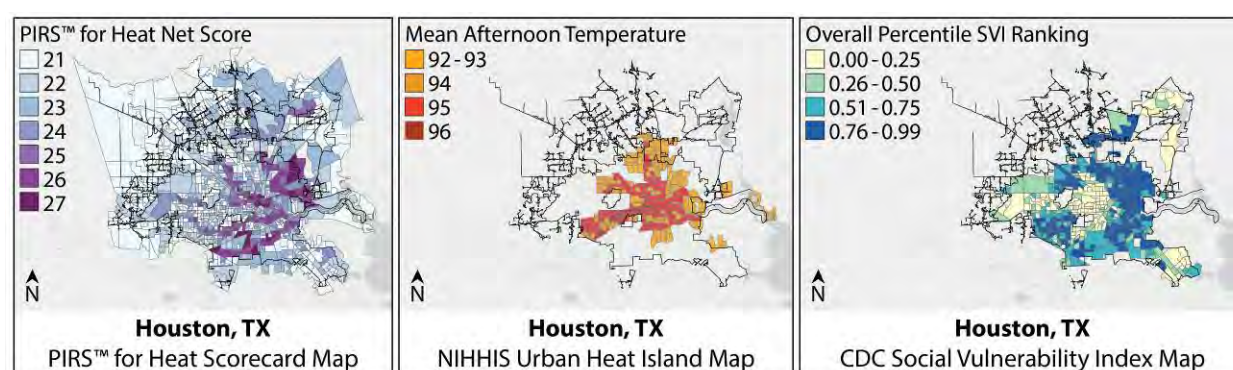 PIRS™ for Heat Net Score
21
22
23
24
25
26
27
N
Houston, TX
PIRS™ for Heat Scorecard Map
Mean Afternoon Temperature
92 - 93
94
95
96
N
Houston, TX
NIHHIS Urban Heat Island Map
Overall Percentile SVI Ranking
0.00 - 0.25
0.26 - 0.50
0.51 - 0.75
0.76 - 0.99
N
Houston, TX
CDC Social Vulnerability Index Map